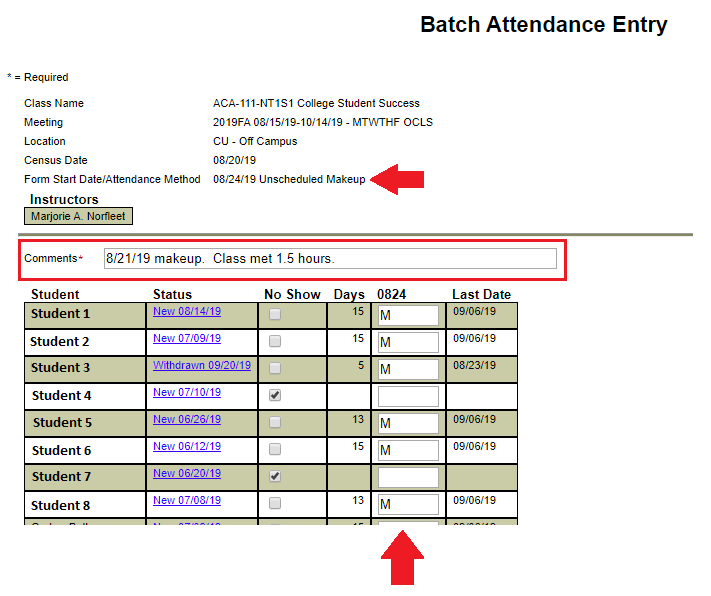 Batch Attendance Entry
* = Required
Class Name ACA-111-NT1S1 College Student Success
Meeting 2019FA 08/15/19-10/14/19 - MTWTHF OCLS
Location CU - Off Campus
Census Date 08/20/19
Form Start Date/Attendance Method 08/24/19 Unscheduled Makeup
Instructors
Marjorie A. Norfleet
Comments* 8/21/19 makeup. Class met 1.5 hours.
Student Status No Show Days 0824 Last Date
Student 1 New 08/14/19 15 M 09/06/19
Student 2 New 07/09/19 15 M 09/06/19
Student 3 Withdrawn 09/20/19 5 M 08/23/19
Student 4 New 07/10/19
Student 5 New 06/26/19 13 M 09/06/19
Student 6 New 06/12/19 15 M 09/06/19
Student 7 New 06/20/19
Student 8 New 07/08/19 13 M 09/06/19